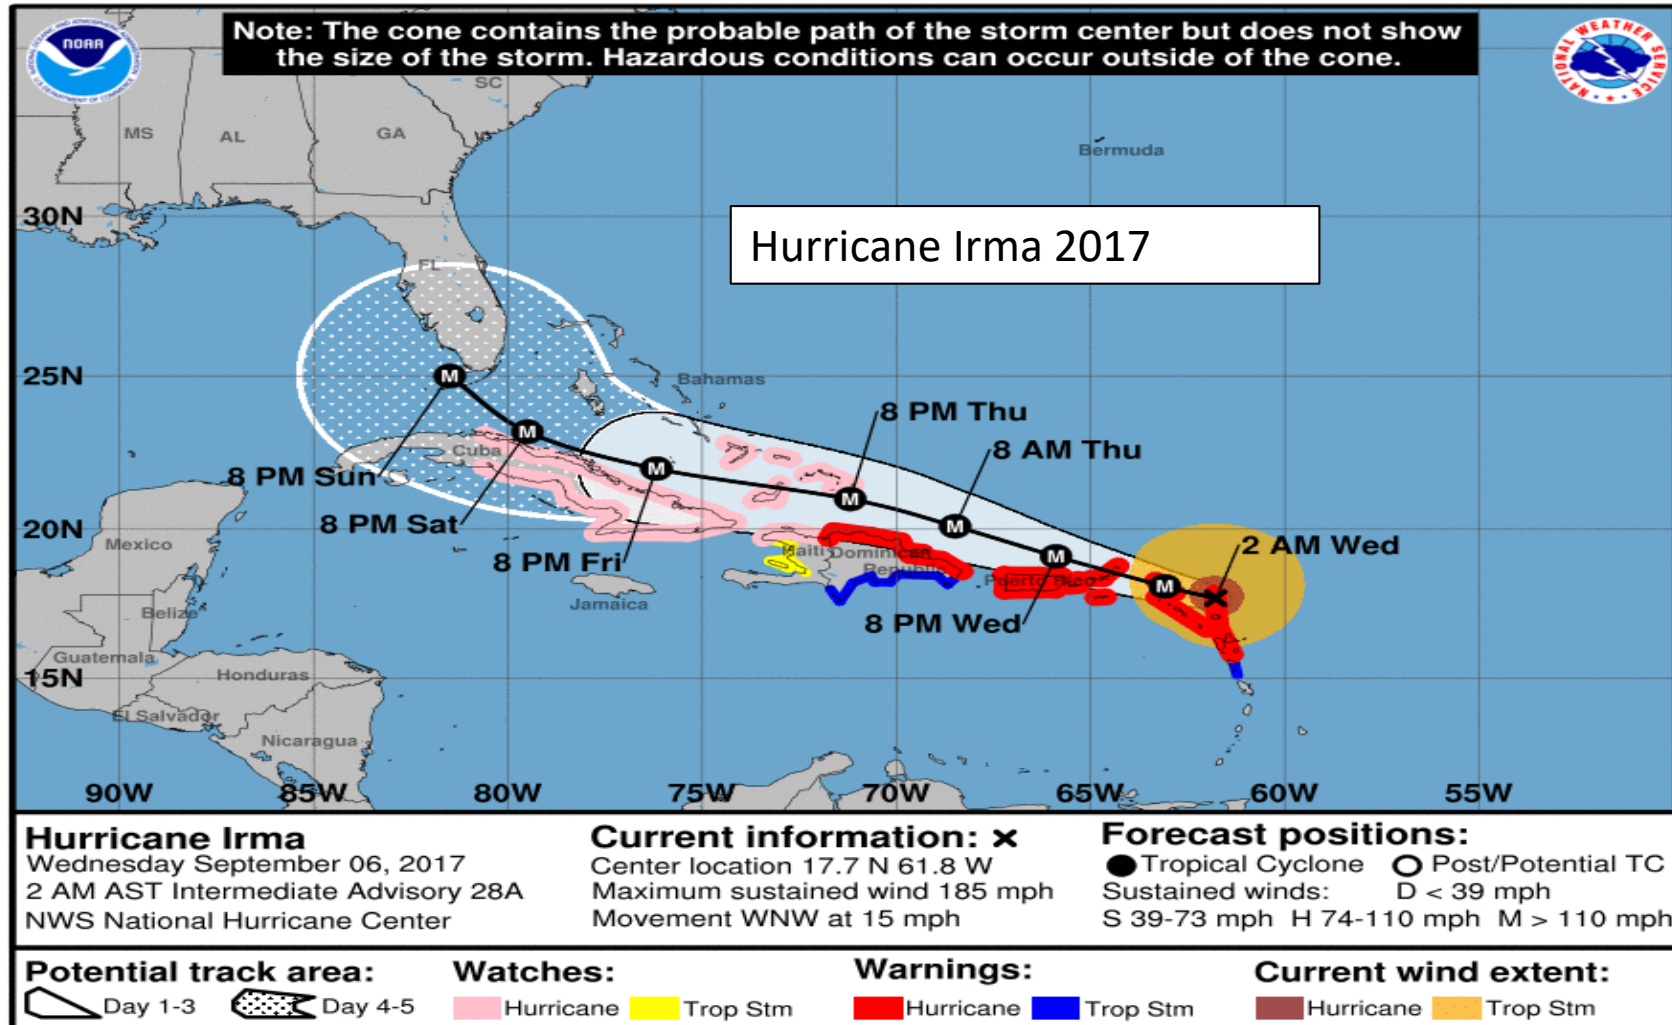 Note: The cone contains the probable path of the storm center but does not show
the size of the storm. Hazardous conditions can occur outside of the cone.
NOAA
NATIONAL WEATHER SERVICE
SC
MS
AL
GA
Bermuda
30N
Hurricane Irma 2017
FL
25N
Bahamas
8 PM Thu
8 AM Thu
Cuba
8 PM Sun
8 PM Sat
20N
2 AM Wed
Mexico
8 PM Fri
Haiti
Dominican
Republic
Puerto Rico
Jamaica
Belize
8 PM Wed
Guatemala
15N
Honduras
El Salvador
Nicaragua
M
M
M
M
M
M
M
90W
85W
80W
75W
70W
65W
60W
55W
Hurricane Irma
Wednesday September 06, 2017
2 AM AST Intermediate Advisory 28A
NWS National Hurricane Center
Current information: ×
Center location 17.7 N 61.8 W
Maximum sustained wind 185 mph
Movement WNW at 15 mph
Forecast positions:
Tropical Cyclone Post/Potential TC
Sustained winds: D < 39 mph
S 39-73 mph H 74-110 mph M > 110 mph
Potential track area:
Day 1-3 Day 4-5
Watches:
Hurricane Trop Stm
Warnings:
Hurricane Trop Stm
Current wind extent:
Hurricane Trop Stm